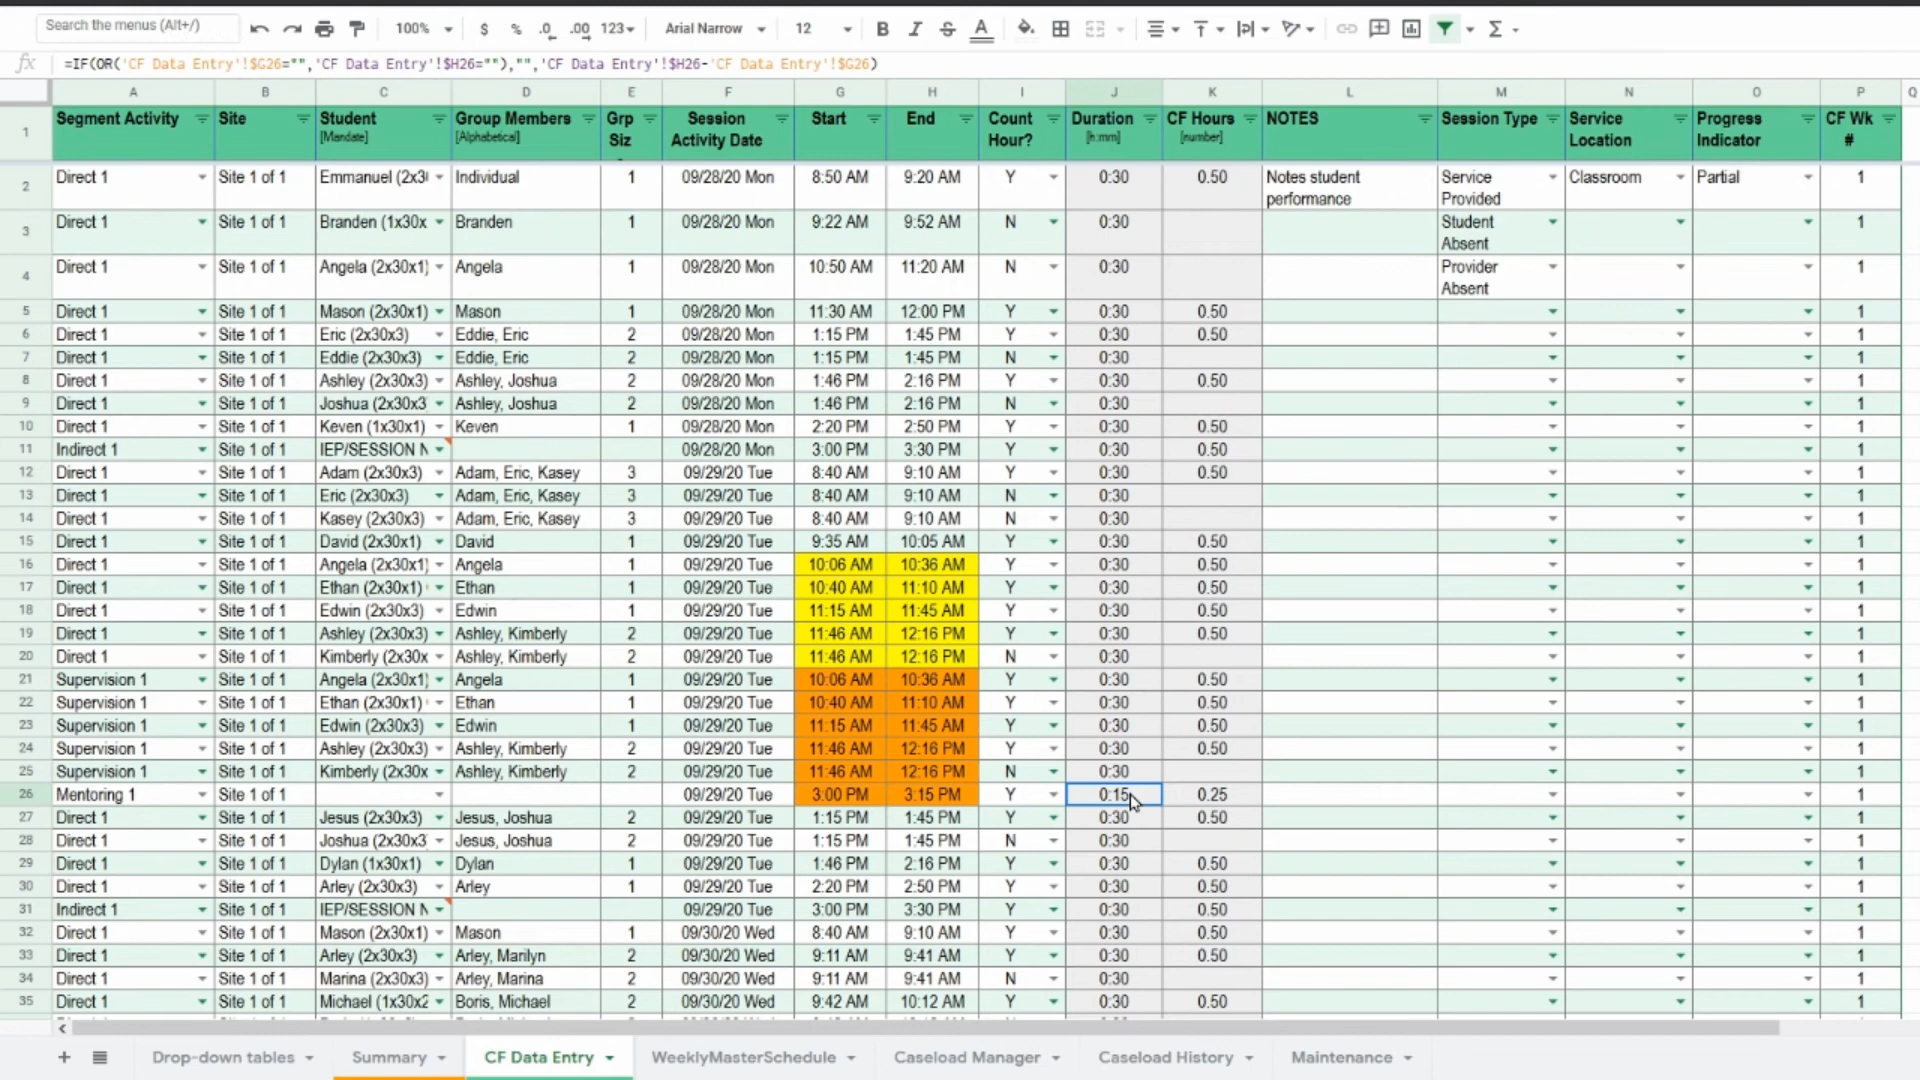 Search the menus (Alt+/) 100% $ % .0 .00 123 Arial Narrow 12 B I S A Σ
fx =IF(OR('CF Data Entry'!$G26="",'CF Data Entry'!$H26=""),"",'CF Data Entry'!$H26-'CF Data Entry'!$G26)
A B C D E F G H I J K L M N O P Q
1 Segment Activity Site Student Group Members Grp Session Start End Count Duration CF Hours NOTES Session Type Service Progress CF Wk
[Mandate] [Alphabetical] Siz Activity Date Hour? [h:mm] [number] Location Indicator #
2 Direct 1 Site 1 of 1 Emmanuel (2x3 Individual 1 09/28/20 Mon 8:50 AM 9:20 AM Y 0:30 0.50 Notes student Service Classroom Partial 1
performance Provided
3 Direct 1 Site 1 of 1 Branden (1x30x Branden 1 09/28/20 Mon 9:22 AM 9:52 AM N 0:30 Student 1
Absent
4 Direct 1 Site 1 of 1 Angela (2x30x1) Angela 1 09/28/20 Mon 10:50 AM 11:20 AM N 0:30 Provider 1
Absent
5 Direct 1 Site 1 of 1 Mason (2x30x1) Mason 1 09/28/20 Mon 11:30 AM 12:00 PM Y 0:30 0.50 1
6 Direct 1 Site 1 of 1 Eric (2x30x3) Eddie, Eric 2 09/28/20 Mon 1:15 PM 1:45 PM Y 0:30 0.50 1
7 Direct 1 Site 1 of 1 Eddie (2x30x3) Eddie, Eric 2 09/28/20 Mon 1:15 PM 1:45 PM N 0:30 1
8 Direct 1 Site 1 of 1 Ashley (2x30x3) Ashley, Joshua 2 09/28/20 Mon 1:46 PM 2:16 PM Y 0:30 0.50 1
9 Direct 1 Site 1 of 1 Joshua (2x30x3 Ashley, Joshua 2 09/28/20 Mon 1:46 PM 2:16 PM N 0:30 1
10 Direct 1 Site 1 of 1 Keven (1x30x1) Keven 1 09/28/20 Mon 2:20 PM 2:50 PM Y 0:30 0.50 1
11 Indirect 1 Site 1 of 1 IEP/SESSION N 09/28/20 Mon 3:00 PM 3:30 PM Y 0:30 0.50 1
12 Direct 1 Site 1 of 1 Adam (2x30x3) Adam, Eric, Kasey 3 09/29/20 Tue 8:40 AM 9:10 AM Y 0:30 0.50 1
13 Direct 1 Site 1 of 1 Eric (2x30x3) Adam, Eric, Kasey 3 09/29/20 Tue 8:40 AM 9:10 AM N 0:30 1
14 Direct 1 Site 1 of 1 Kasey (2x30x3) Adam, Eric, Kasey 3 09/29/20 Tue 8:40 AM 9:10 AM N 0:30 1
15 Direct 1 Site 1 of 1 David (2x30x1) David 1 09/29/20 Tue 9:35 AM 10:05 AM Y 0:30 0.50 1
16 Direct 1 Site 1 of 1 Angela (2x30x1) Angela 1 09/29/20 Tue 10:06 AM 10:36 AM Y 0:30 0.50 1
17 Direct 1 Site 1 of 1 Ethan (2x30x1) Ethan 1 09/29/20 Tue 10:40 AM 11:10 AM Y 0:30 0.50 1
18 Direct 1 Site 1 of 1 Edwin (2x30x3) Edwin 1 09/29/20 Tue 11:15 AM 11:45 AM Y 0:30 0.50 1
19 Direct 1 Site 1 of 1 Ashley (2x30x3) Ashley, Kimberly 2 09/29/20 Tue 11:46 AM 12:16 PM Y 0:30 0.50 1
20 Direct 1 Site 1 of 1 Kimberly (2x30x Ashley, Kimberly 2 09/29/20 Tue 11:46 AM 12:16 PM N 0:30 1
21 Supervision 1 Site 1 of 1 Angela (2x30x1) Angela 1 09/29/20 Tue 10:06 AM 10:36 AM Y 0:30 0.50 1
22 Supervision 1 Site 1 of 1 Ethan (2x30x1) Ethan 1 09/29/20 Tue 10:40 AM 11:10 AM Y 0:30 0.50 1
23 Supervision 1 Site 1 of 1 Edwin (2x30x3) Edwin 1 09/29/20 Tue 11:15 AM 11:45 AM Y 0:30 0.50 1
24 Supervision 1 Site 1 of 1 Ashley (2x30x3) Ashley, Kimberly 2 09/29/20 Tue 11:46 AM 12:16 PM Y 0:30 0.50 1
25 Supervision 1 Site 1 of 1 Kimberly (2x30x Ashley, Kimberly 2 09/29/20 Tue 11:46 AM 12:16 PM N 0:30 1
26 Mentoring 1 Site 1 of 1 09/29/20 Tue 3:00 PM 3:15 PM Y 0:15 0.25 1
27 Direct 1 Site 1 of 1 Jesus (2x30x3) Jesus, Joshua 2 09/29/20 Tue 1:15 PM 1:45 PM Y 0:30 0.50 1
28 Direct 1 Site 1 of 1 Joshua (2x30x3 Jesus, Joshua 2 09/29/20 Tue 1:15 PM 1:45 PM N 0:30 1
29 Direct 1 Site 1 of 1 Dylan (1x30x1) Dylan 1 09/29/20 Tue 1:46 PM 2:16 PM Y 0:30 0.50 1
30 Direct 1 Site 1 of 1 Arley (2x30x3) Arley 1 09/29/20 Tue 2:20 PM 2:50 PM Y 0:30 0.50 1
31 Indirect 1 Site 1 of 1 IEP/SESSION N 09/29/20 Tue 3:00 PM 3:30 PM Y 0:30 0.50 1
32 Direct 1 Site 1 of 1 Mason (2x30x1) Mason 1 09/30/20 Wed 8:40 AM 9:10 AM Y 0:30 0.50 1
33 Direct 1 Site 1 of 1 Arley (2x30x3) Arley, Marilyn 2 09/30/20 Wed 9:11 AM 9:41 AM Y 0:30 0.50 1
34 Direct 1 Site 1 of 1 Marina (2x30x3) Arley, Marina 2 09/30/20 Wed 9:11 AM 9:41 AM N 0:30 1
35 Direct 1 Site 1 of 1 Michael (1x30x2 Boris, Michael 2 09/30/20 Wed 9:42 AM 10:12 AM Y 0:30 0.50 1
Drop-down tables Summary CF Data Entry WeeklyMasterSchedule Caseload Manager Caseload History Maintenance